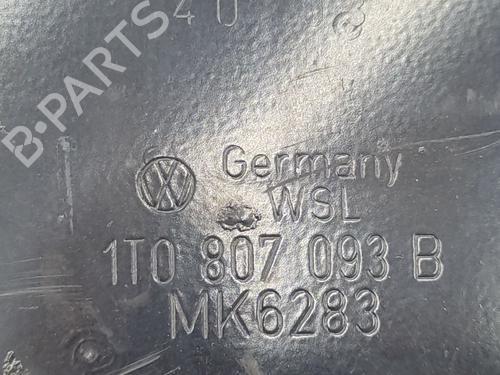 B-PARTS
Germany
WSL
1T0 807 093 B
MK6283